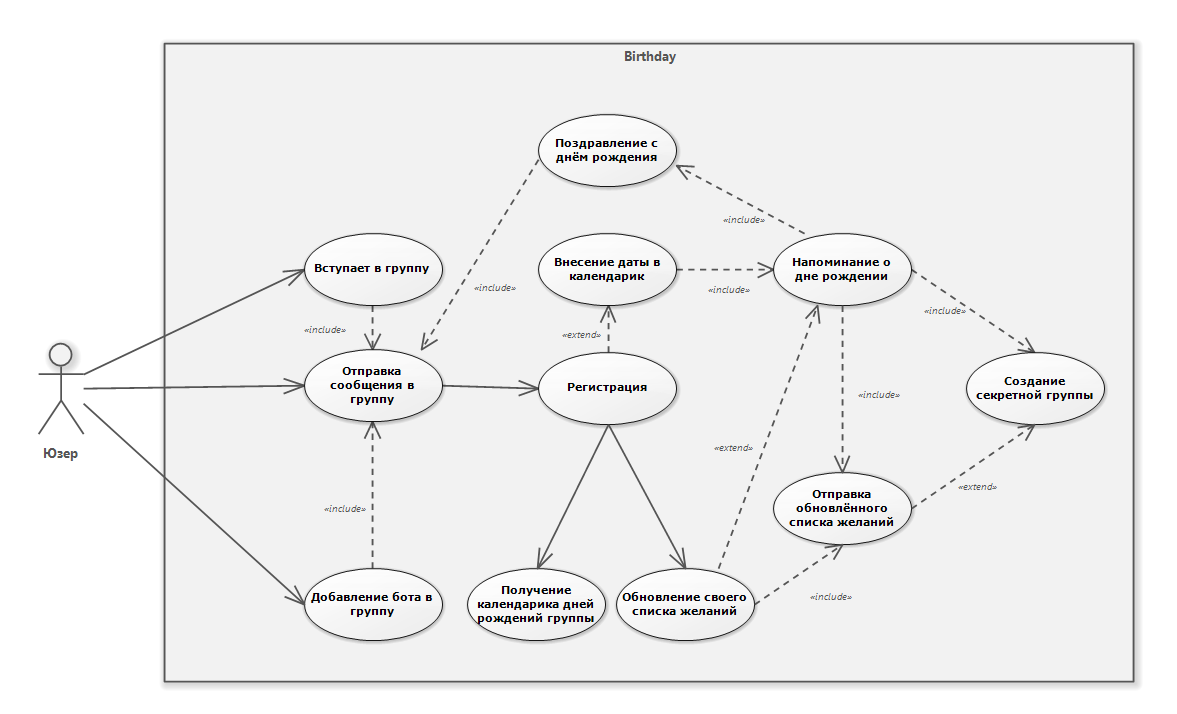 Birthday
Поздравление с
днём рождения
«include»
Вступает в группу
Внесение даты в
календарик
Напоминание о
дне рождении
«include»
«include»
«include»
«include»
«extend»
Отправка
сообщения в
группу
Регистрация
Создание
секретной группы
«include»
Юзер
«extend»
«include»
Отправка
обновлённого
списка желаний
«extend»
Добавление бота в
группу
Получение
календарика дней
рождений группы
Обновление своего
списка желаний
«include»